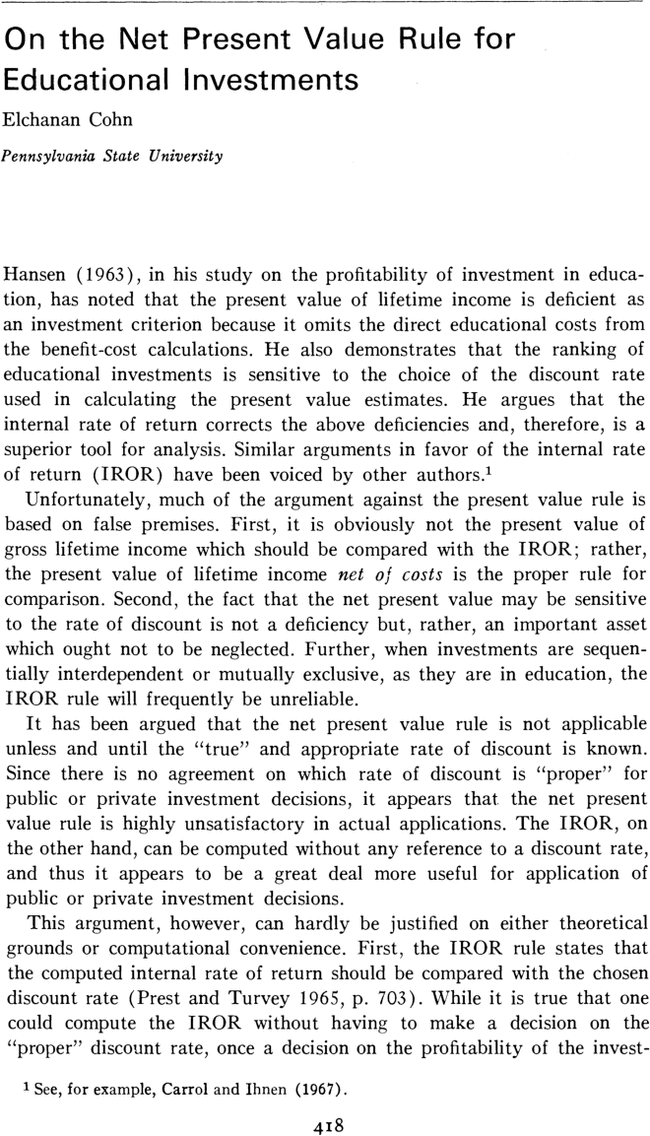 On the Net Present Value Rule for
Educational Investments
Elchanan Cohn
Pennsylvania State University
Hansen (1963), in his study on the profitability of investment in educa-
tion, has noted that the present value of lifetime income is deficient as
an investment criterion because it omits the direct educational costs from
the benefit-cost calculations. He also demonstrates that the ranking of
educational investments is sensitive to the choice of the discount rate
used in calculating the present value estimates. He argues that the
internal rate of return corrects the above deficiencies and, therefore, is a
superior tool for analysis. Similar arguments in favor of the internal rate
of return (IROR) have been voiced by other authors.1
Unfortunately, much of the argument against the present value rule is
based on false premises. First, it is obviously not the present value of
gross lifetime income which should be compared with the IROR; rather,
the present value of lifetime income net of costs is the proper rule for
comparison. Second, the fact that the net present value may be sensitive
to the rate of discount is not a deficiency but, rather, an important asset
which ought not to be neglected. Further, when investments are sequen-
tially interdependent or mutually exclusive, as they are in education, the
IROR rule will frequently be unreliable.
It has been argued that the net present value rule is not applicable
unless and until the "true" and appropriate rate of discount is known.
Since there is no agreement on which rate of discount is "proper" for
public or private investment decisions, it appears that the net present
value rule is highly unsatisfactory in actual applications. The IROR, on
the other hand, can be computed without any reference to a discount rate,
and thus it appears to be a great deal more useful for application of
public or private investment decisions.
This argument, however, can hardly be justified on either theoretical
grounds or computational convenience. First, the IROR rule states that
the computed internal rate of return should be compared with the chosen
discount rate (Prest and Turvey 1965, p. 703). While it is true that one
could compute the IROR without having to make a decision on the
"proper" discount rate, once a decision on the profitability of the invest-
1 See, for example, Carrol and Ihnen (1967).
418